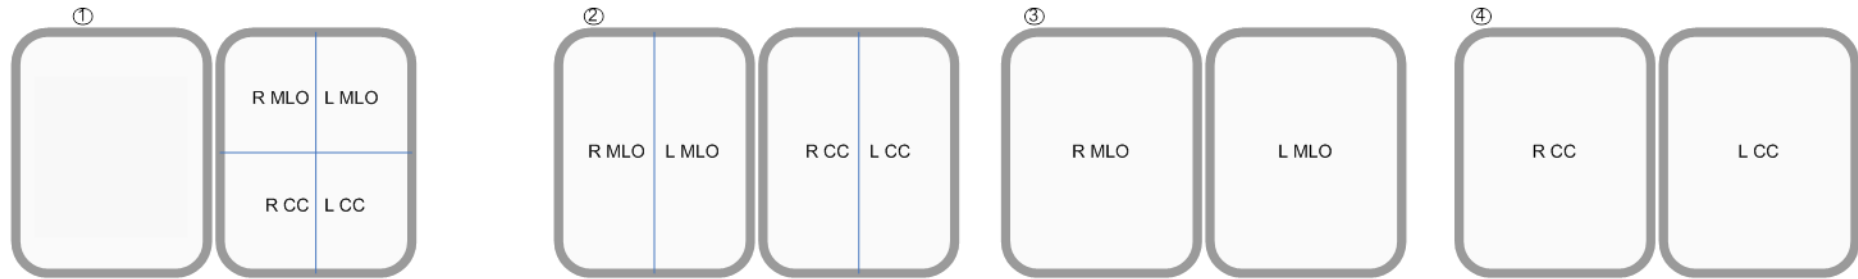 ① ② ③ ④
R MLO L MLO
R CC L CC
R MLO L MLO R CC L CC
R MLO L MLO
R CC L CC